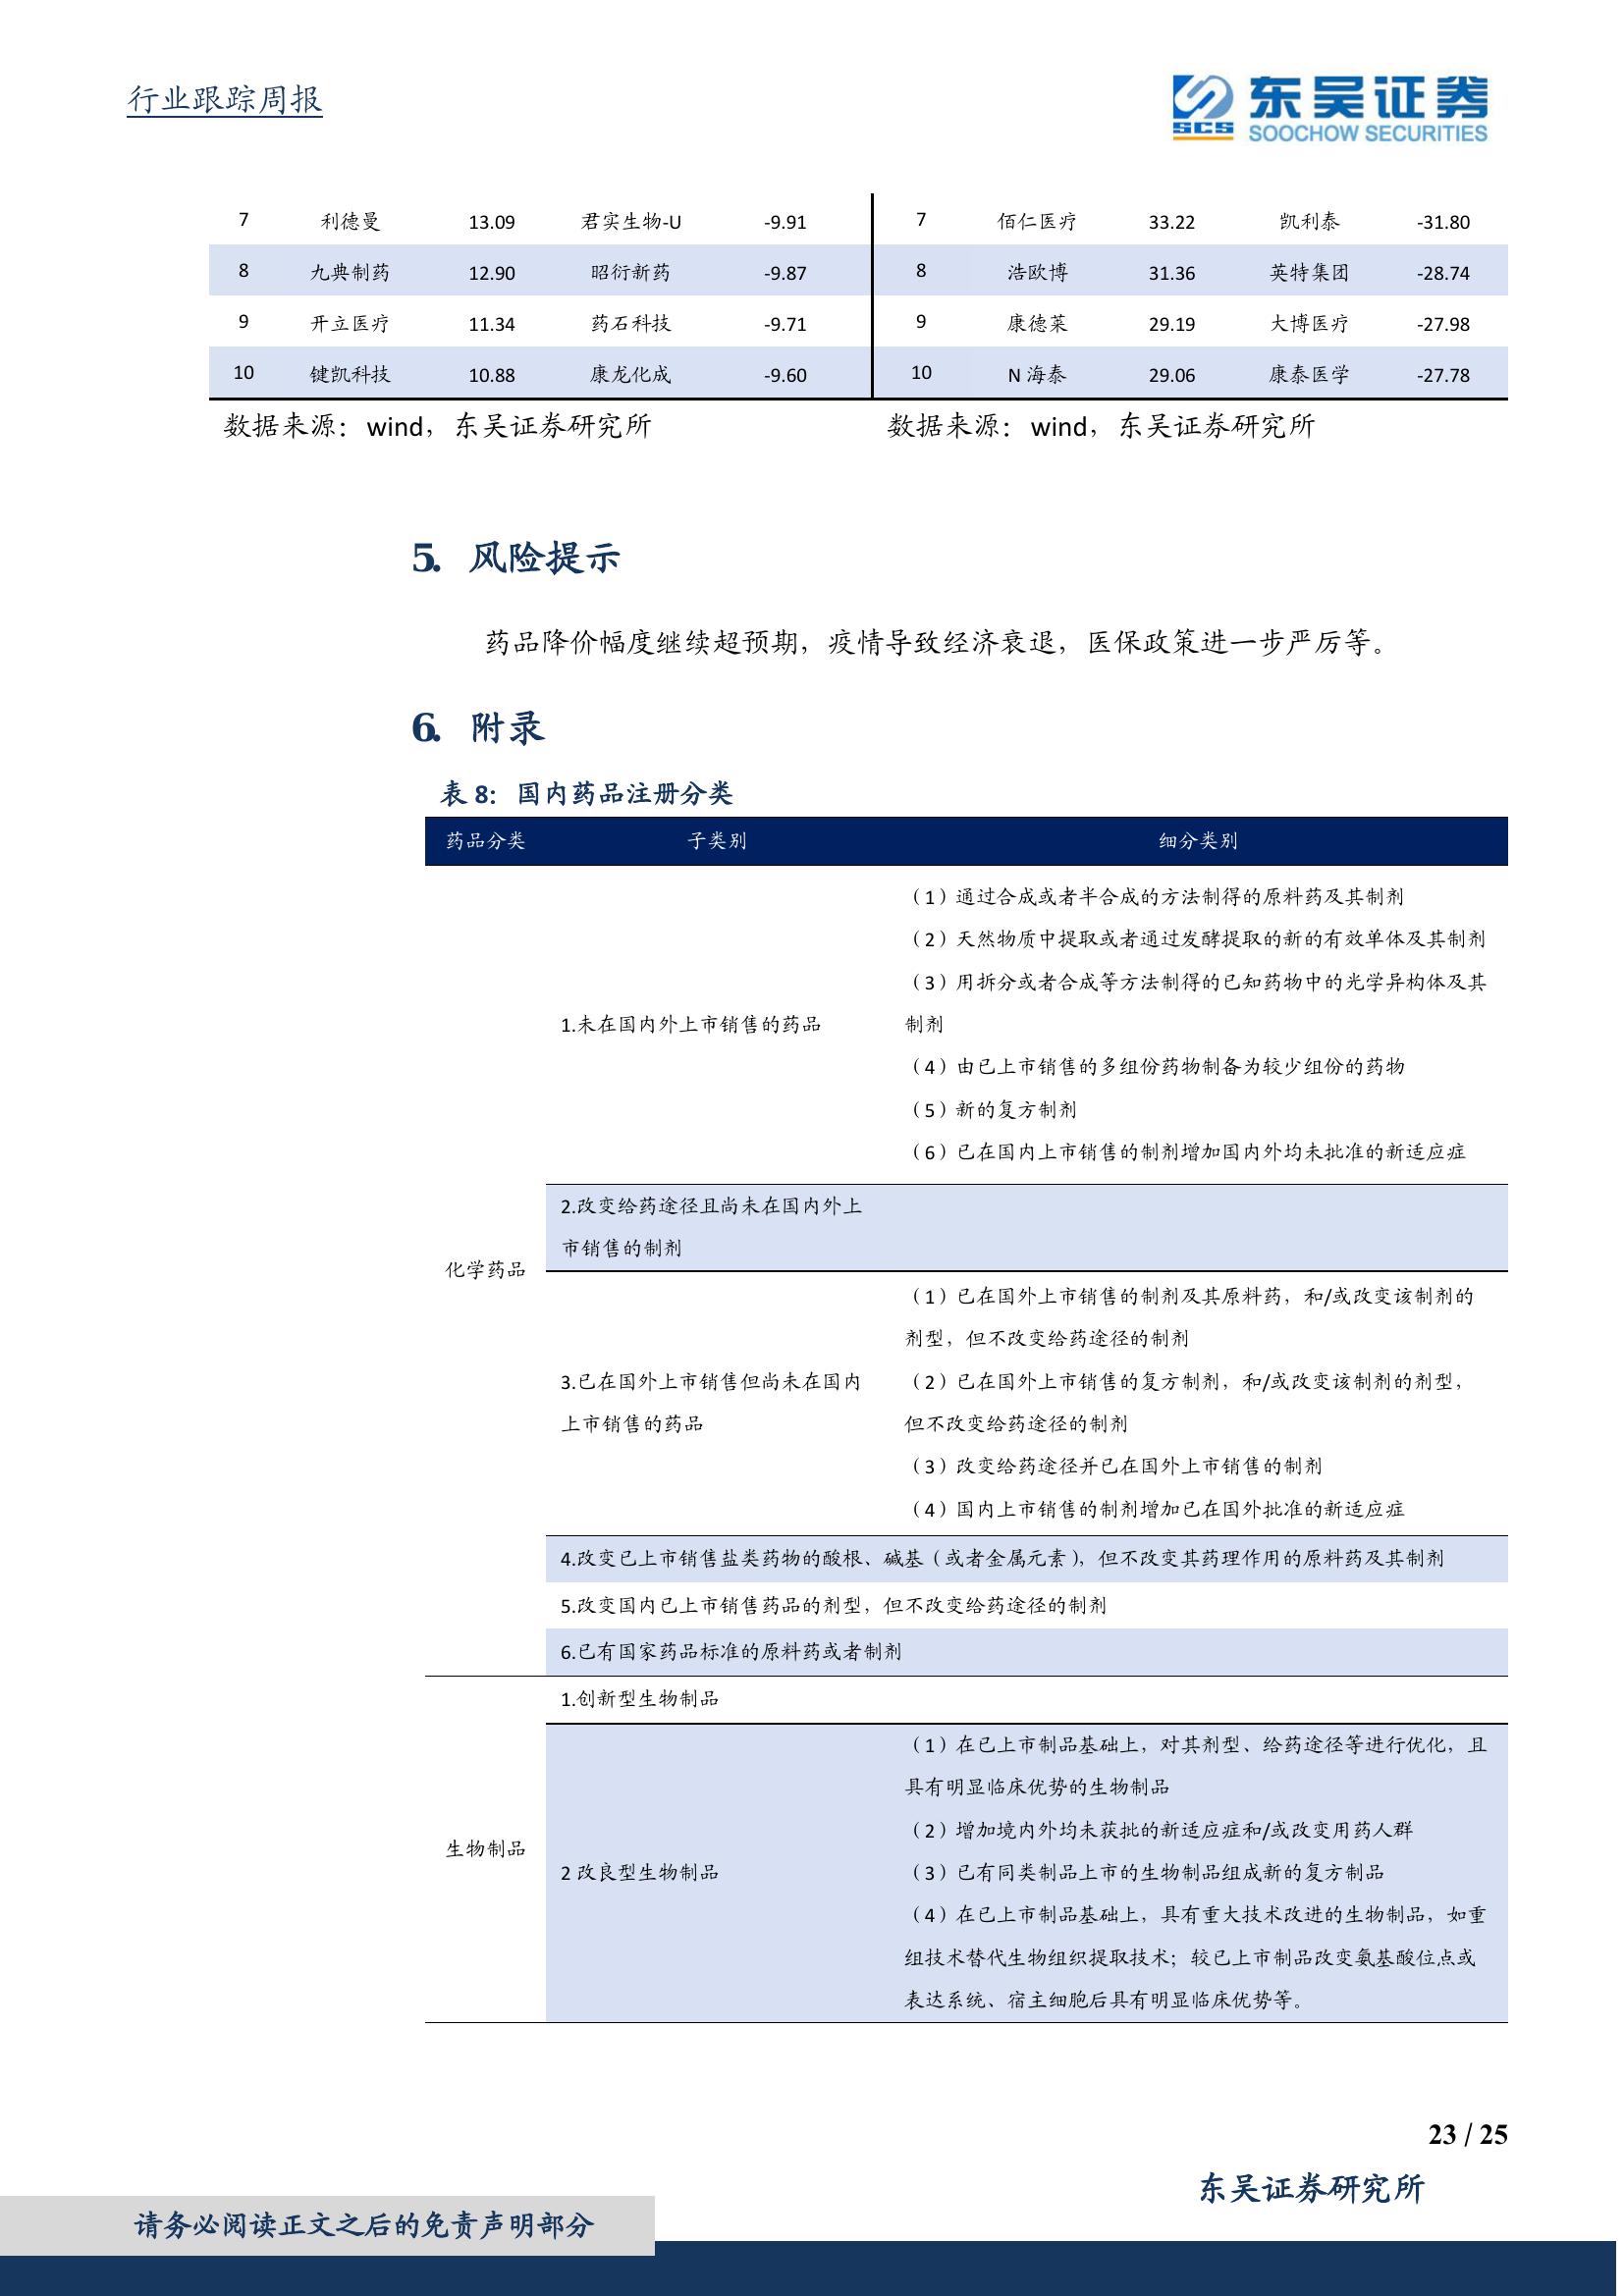 行业跟踪周报
东吴证券
SCS
SOOCHOW SECURITIES
7 利德曼 13.09 君实生物-U -9.91 7 佰仁医疗 33.22 凯利泰 -31.80
8 九典制药 12.90 昭衍新药 -9.87 8 浩欧博 31.36 英特集团 -28.74
9 开立医疗 11.34 药石科技 -9.71 9 康德莱 29.19 大博医疗 -27.98
10 键凯科技 10.88 康龙化成 -9.60 10 N 海泰 29.06 康泰医学 -27.78
数据来源：wind，东吴证券研究所 数据来源：wind，东吴证券研究所
5. 风险提示
药品降价幅度继续超预期，疫情导致经济衰退，医保政策进一步严厉等。
6. 附录
表 8：国内药品注册分类
药品分类 子类别 细分类别
化学药品
1.未在国内外上市销售的药品
（1）通过合成或者半合成的方法制得的原料药及其制剂
（2）天然物质中提取或者通过发酵提取的新的有效单体及其制剂
（3）用拆分或者合成等方法制得的已知药物中的光学异构体及其
制剂
（4）由已上市销售的多组份药物制备为较少组份的药物
（5）新的复方制剂
（6）已在国内上市销售的制剂增加国内外均未批准的新适应症
2.改变给药途径且尚未在国内外上
市销售的制剂
3.已在国外上市销售但尚未在国内
上市销售的药品
（1）已在国外上市销售的制剂及其原料药，和/或改变该制剂的
剂型，但不改变给药途径的制剂
（2）已在国外上市销售的复方制剂，和/或改变该制剂的剂型，
但不改变给药途径的制剂
（3）改变给药途径并已在国外上市销售的制剂
（4）国内上市销售的制剂增加已在国外批准的新适应症
4.改变已上市销售盐类药物的酸根、碱基（或者金属元素），但不改变其药理作用的原料药及其制剂
5.改变国内已上市销售药品的剂型，但不改变给药途径的制剂
6.已有国家药品标准的原料药或者制剂
生物制品
1.创新型生物制品
2 改良型生物制品
（1）在已上市制品基础上，对其剂型、给药途径等进行优化，且
具有明显临床优势的生物制品
（2）增加境内外均未获批的新适应症和/或改变用药人群
（3）已有同类制品上市的生物制品组成新的复方制品
（4）在已上市制品基础上，具有重大技术改进的生物制品，如重
组技术替代生物组织提取技术；较已上市制品改变氨基酸位点或
表达系统、宿主细胞后具有明显临床优势等。
23 / 25
东吴证券研究所
请务必阅读正文之后的免责声明部分